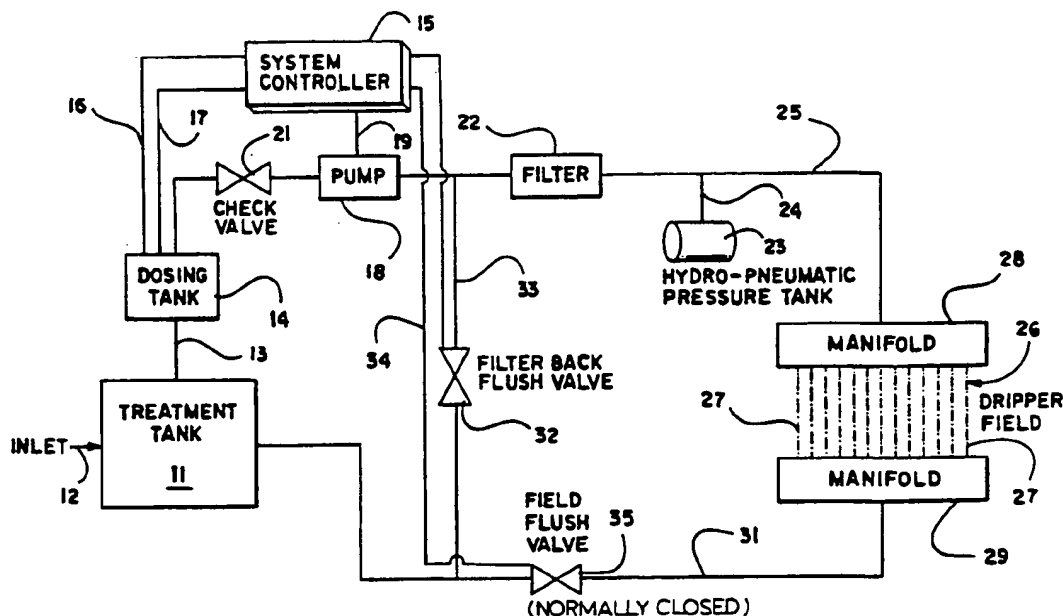 15
SYSTEM
CONTROLLER
16
17
21
19
22
25
PUMP
FILTER
CHECK
VALVE
24
23
18
DOSING
TANK
14
HYDRO-PNEUMATIC
PRESSURE TANK
28
33
13
34
MANIFOLD
26
FILTER BACK
FLUSH VALVE
TREATMENT
TANK
11
27
DRIPPER
FIELD
32
INLET
12
MANIFOLD
27
FIELD
FLUSH
VALVE
35
31
29
(NORMALLY CLOSED)